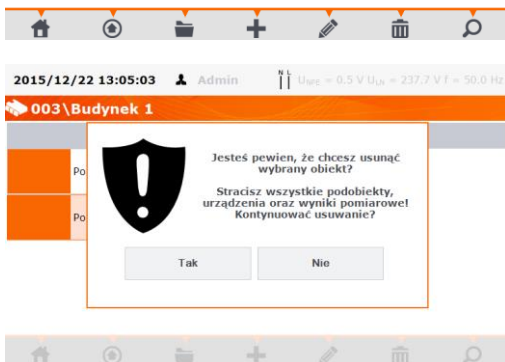 2015/12/22 13:05:03 Admin N L U_NPE = 0.5 V U_LN = 237.7 V f = 50.0 Hz
003\Budynek 1
Jesteś pewien, że chcesz usunąć
wybrany obiekt?
Po
Stracisz wszystkie podobiekty,
urządzenia oraz wyniki pomiarowe!
Kontynuować usuwanie?
Po
Tak Nie